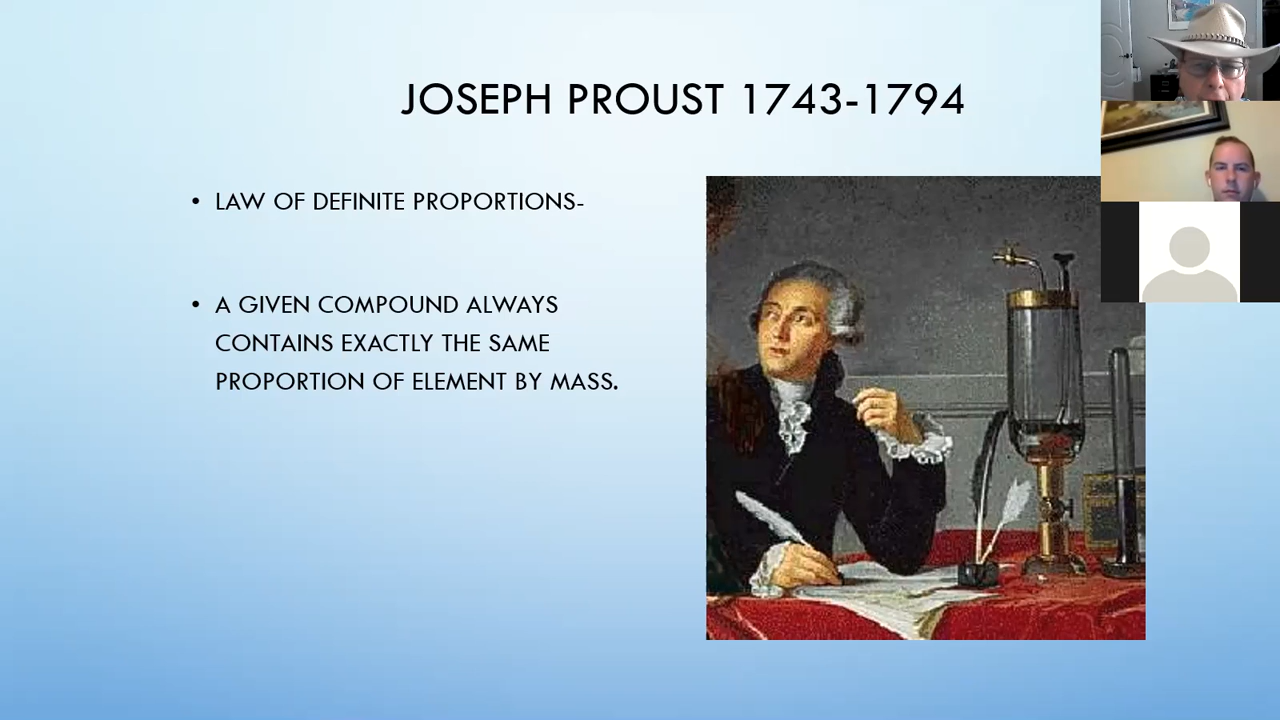 JOSEPH PROUST 1743-1794
• LAW OF DEFINITE PROPORTIONS-
• A GIVEN COMPOUND ALWAYS
CONTAINS EXACTLY THE SAME
PROPORTION OF ELEMENT BY MASS.